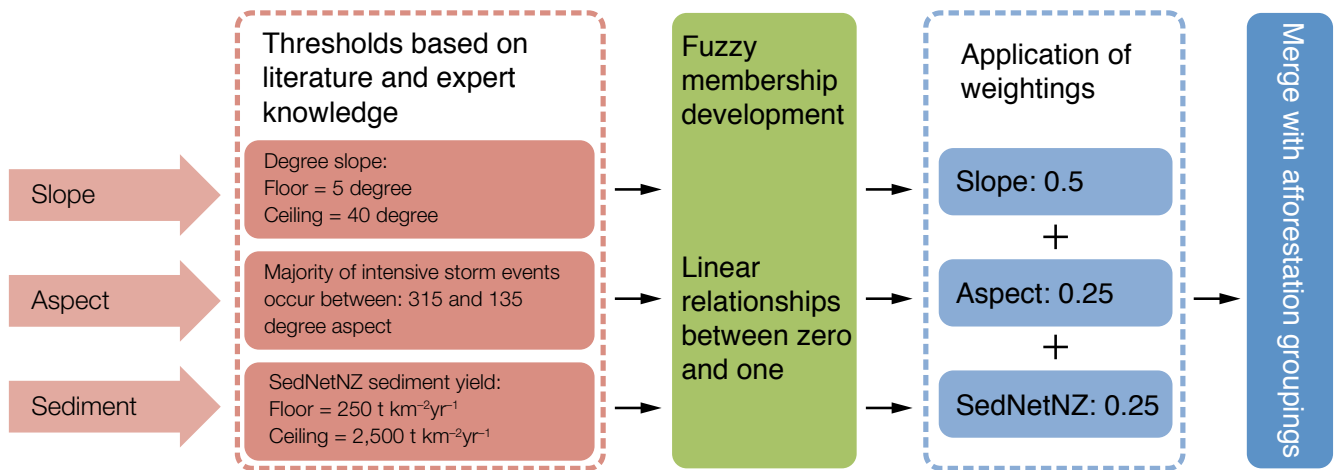 Slope
Aspect
Sediment
Thresholds based on
literature and expert
knowledge
Degree slope:
Floor = 5 degree
Ceiling = 40 degree
Majority of intensive storm events
occur between: 315 and 135
degree aspect
SedNetNZ sediment yield:
Floor = 250 t km⁻²yr⁻¹
Ceiling = 2,500 t km⁻²yr⁻¹
Fuzzy
membership
development
Linear
relationships
between zero
and one
Application of
weightings
Slope: 0.5
+
Aspect: 0.25
+
SedNetNZ: 0.25
Merge with afforestation groupings